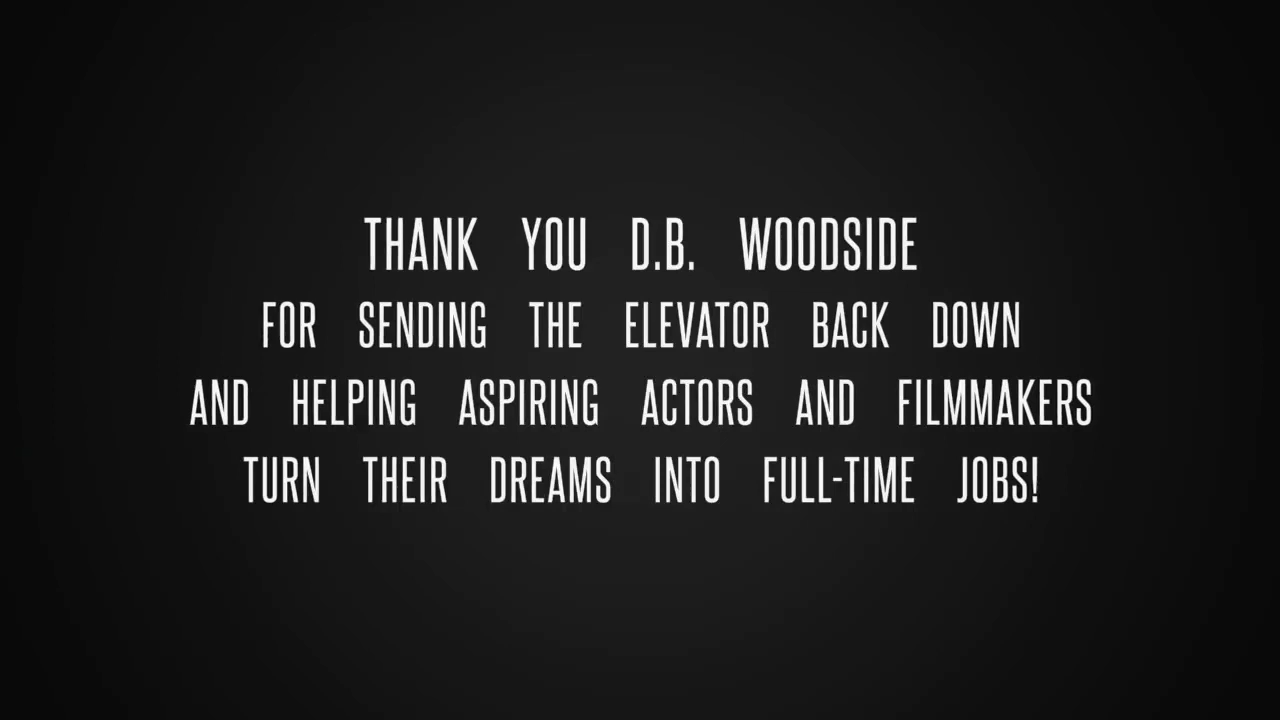 THANK YOU D.B. WOODSIDE
FOR SENDING THE ELEVATOR BACK DOWN
AND HELPING ASPIRING ACTORS AND FILMMAKERS
TURN THEIR DREAMS INTO FULL-TIME JOBS!